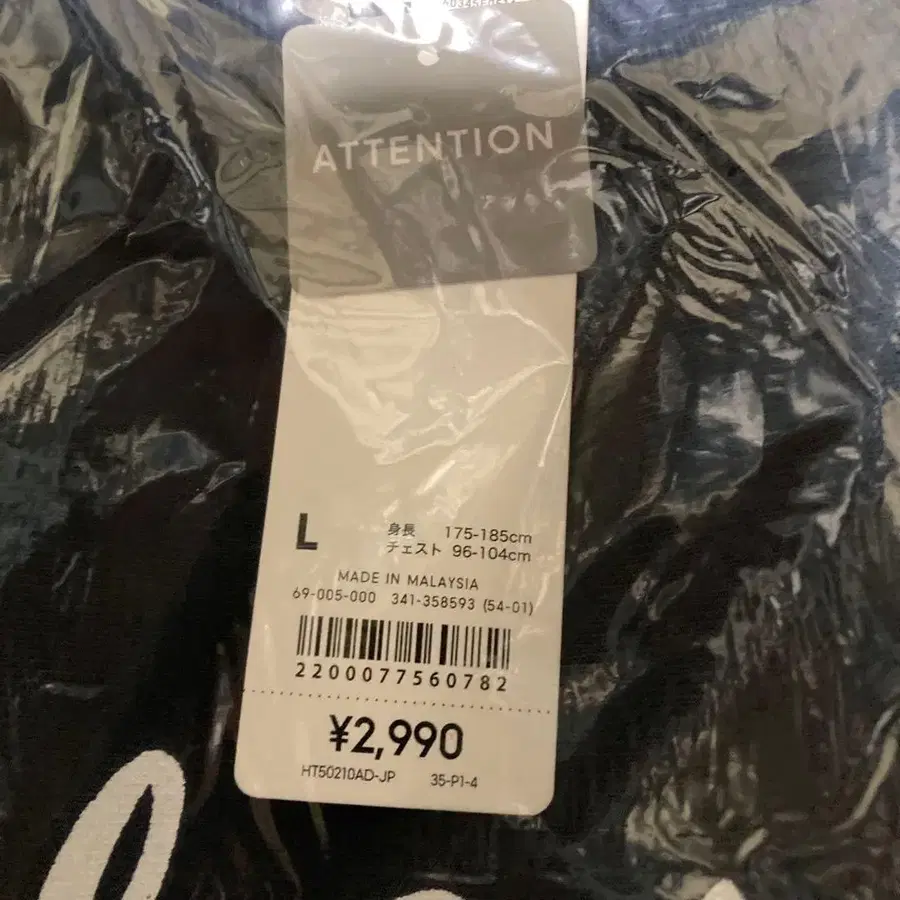 ATTENTION
L
身長 175-185cm
チェスト 96-104cm
MADE IN MALAYSIA
69-005-000 341-358593 (54-01)
2200077560782
¥2,990
HT50210AD-JP 35-P1-4